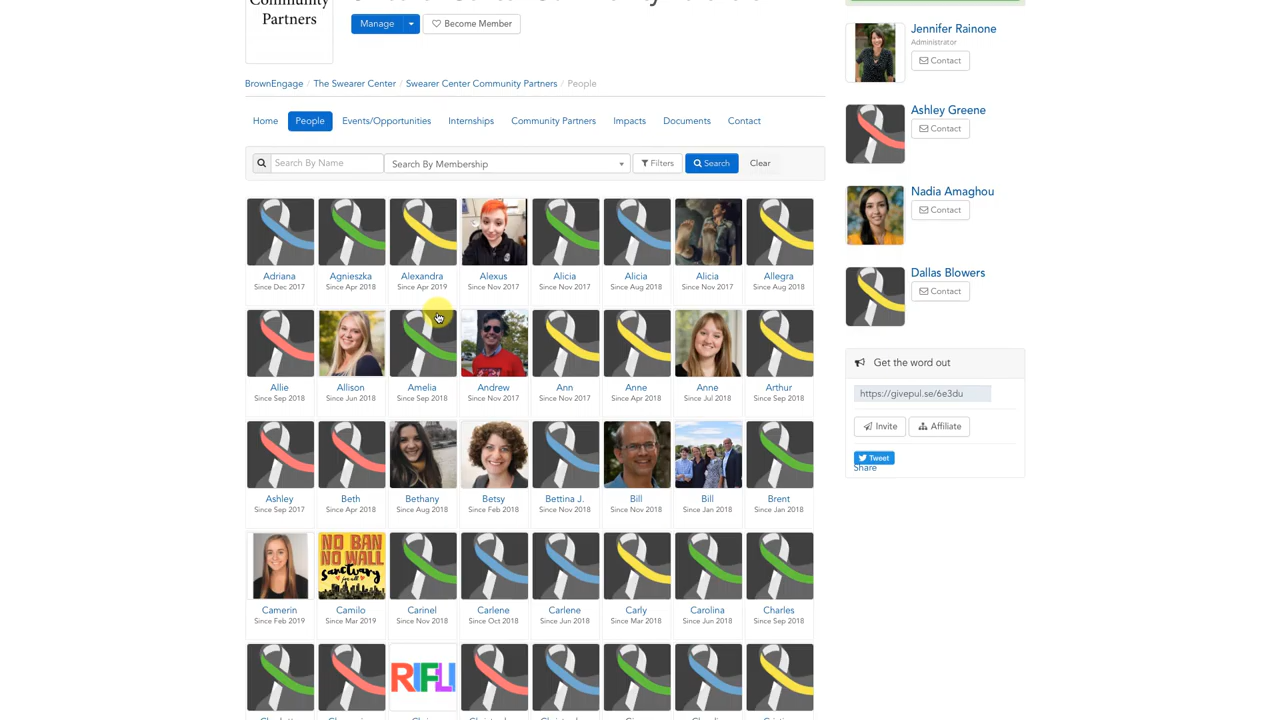 Community
Partners
Manage
Become Member
BrownEngage / The Swearer Center / Swearer Center Community Partners / People
Home People Events/Opportunities Internships Community Partners Impacts Documents Contact
Search By Name Search By Membership Filters Search Clear
Adriana Agnieszka Alexandra Alexus Alicia Alicia Alicia Allegra
Since Dec 2017 Since Apr 2018 Since Apr 2019 Since Nov 2017 Since Nov 2017 Since Aug 2018 Since Nov 2017 Since Aug 2018
Allie Allison Amelia Andrew Ann Anne Anne Arthur
Since Sep 2018 Since Jun 2018 Since Sep 2018 Since Nov 2017 Since Nov 2017 Since Apr 2018 Since Jul 2018 Since Sep 2018
Ashley Beth Bethany Betsy Bettina J. Bill Bill Brent
Since Sep 2017 Since Apr 2018 Since Aug 2018 Since Feb 2018 Since Nov 2018 Since Nov 2018 Since Jan 2018 Since Jan 2018
NO BAN
NO WALL
sanctuary
for all
Camerin Camilo Carinel Carlene Carlene Carly Carolina Charles
Since Feb 2019 Since Mar 2019 Since Nov 2018 Since Oct 2018 Since Jun 2018 Since Mar 2018 Since Jun 2018 Since Sep 2018
RIFLI
Jennifer Rainone
Administrator
Contact
Ashley Greene
Contact
Nadia Amaghou
Contact
Dallas Blowers
Contact
Get the word out
https://givepul.se/6e3du
Invite Affiliate
Tweet
Share